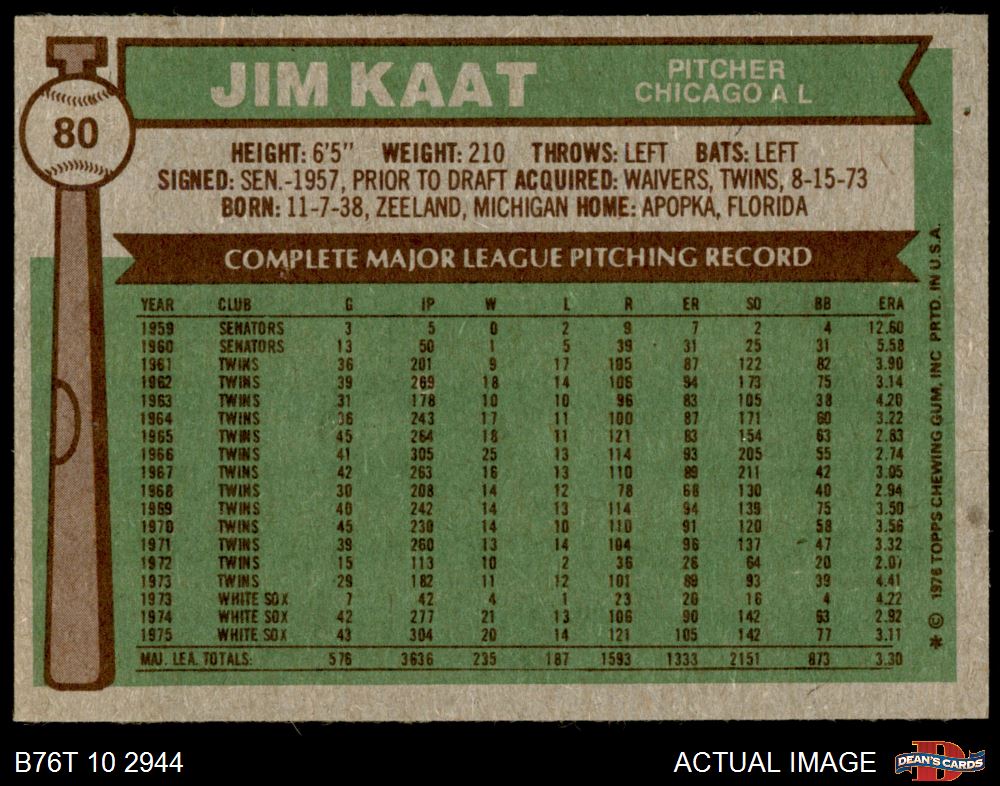 80
JIM KAAT
PITCHER
CHICAGO A L
HEIGHT: 6'5" WEIGHT: 210 THROWS: LEFT BATS: LEFT
SIGNED: SEN.-1957, PRIOR TO DRAFT ACQUIRED: WAIVERS, TWINS, 8-15-73
BORN: 11-7-38, ZEELAND, MICHIGAN HOME: APOPKA, FLORIDA
COMPLETE MAJOR LEAGUE PITCHING RECORD
YEAR CLUB G IP W L R ER SO BB ERA
1959 SENATORS 3 5 0 2 9 7 2 4 12.60
1960 SENATORS 13 50 1 5 39 31 25 31 5.58
1961 TWINS 36 201 9 17 105 87 122 82 3.90
1962 TWINS 39 269 18 14 106 94 173 75 3.14
1963 TWINS 31 178 10 10 96 83 105 38 4.20
1964 TWINS 36 243 17 11 100 87 171 60 3.22
1965 TWINS 45 264 18 11 121 83 154 63 2.83
1966 TWINS 41 305 25 13 114 93 205 55 2.74
1967 TWINS 42 263 16 13 110 89 211 42 3.05
1968 TWINS 30 208 14 12 78 68 130 40 2.94
1969 TWINS 40 242 14 13 114 94 139 75 3.50
1970 TWINS 45 230 14 10 110 91 120 58 3.56
1971 TWINS 39 260 13 14 104 96 137 47 3.32
1972 TWINS 15 113 10 2 36 26 64 20 2.07
1973 TWINS 29 182 11 12 101 89 93 39 4.41
1973 WHITE SOX 7 42 4 1 23 20 16 4 4.22
1974 WHITE SOX 42 277 21 13 106 90 142 63 2.92
1975 WHITE SOX 43 304 20 14 121 105 142 77 3.11
MAJ. LEA. TOTALS: 576 3636 235 187 1593 1333 2151 873 3.30
* © 1976 TOPPS CHEWING GUM, INC PRTD. IN U.S.A.
B76T 10 2944
ACTUAL IMAGE
DEAN'S CARDS